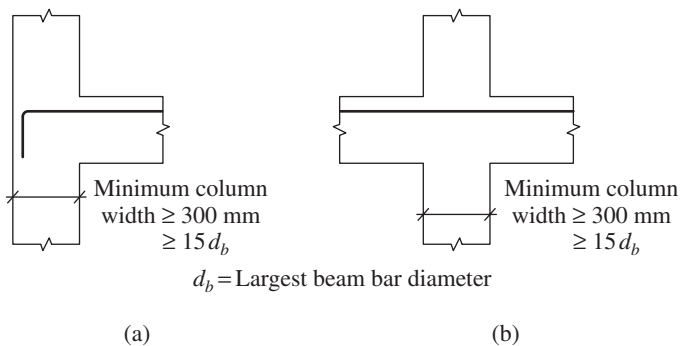 Minimum column
width ≥ 300 mm
≥ 15d_b
Minimum column
width ≥ 300 mm
≥ 15d_b
d_b = Largest beam bar diameter
(a)
(b)